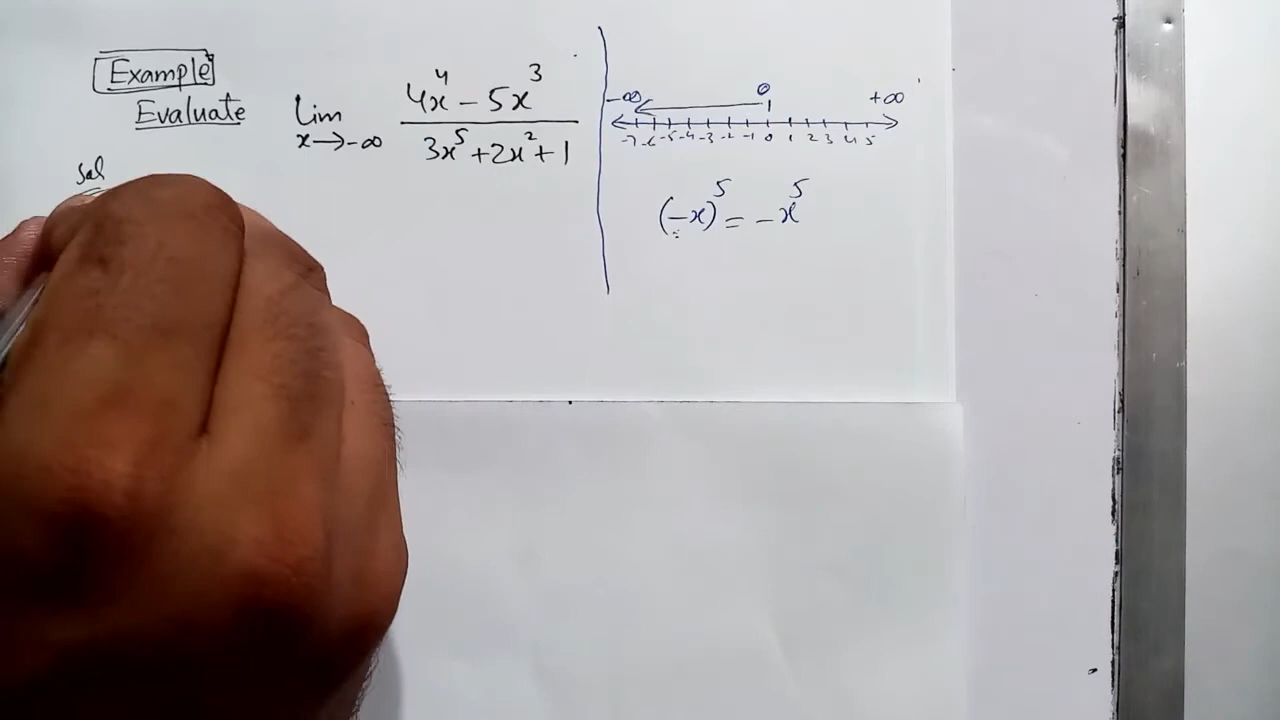 Example
Evaluate Lim x→-∞ (4x⁴ - 5x³)/(3x⁵ + 2x² + 1)
Sol
-∞ 0 +∞
-7 -6 -5 -4 -3 -2 -1 0 1 2 3 4 5
(-x)⁵ = -x⁵